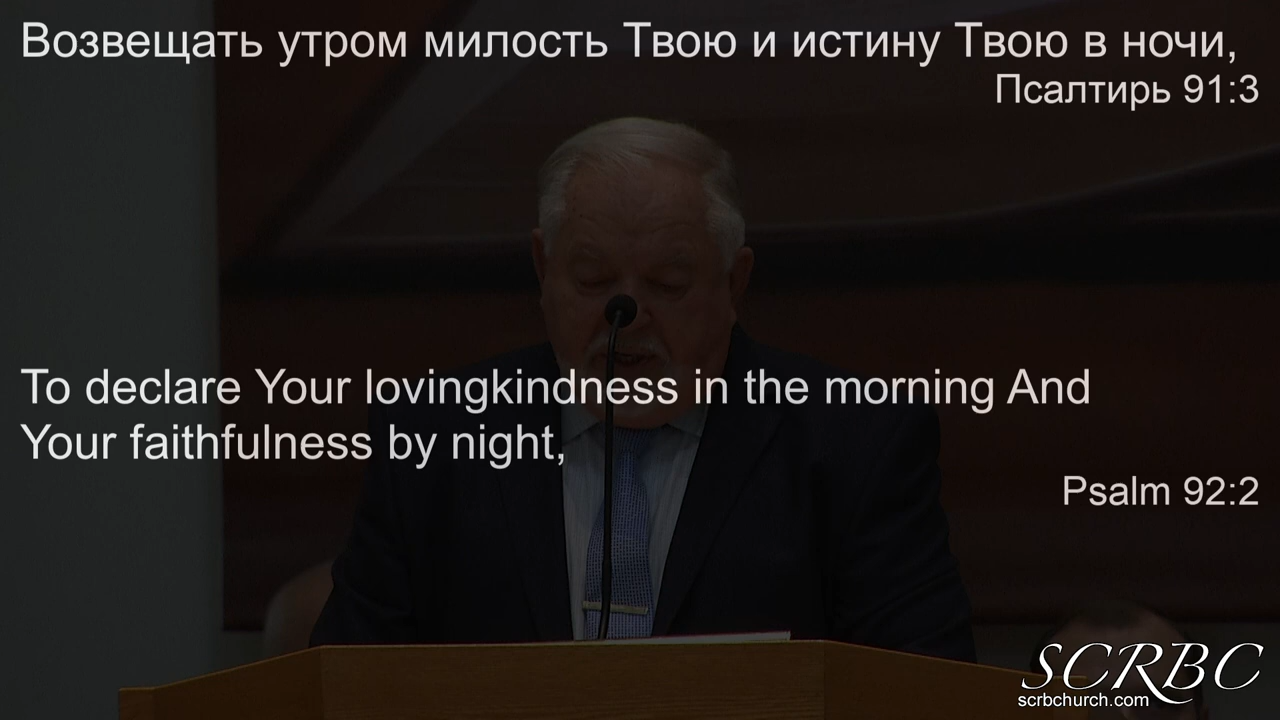 Возвещать утром милость Твою и истину Твою в ночи,
Псалтирь 91:3
To declare Your lovingkindness in the morning And
Your faithfulness by night,
Psalm 92:2
SCRBC
scrbchurch.com